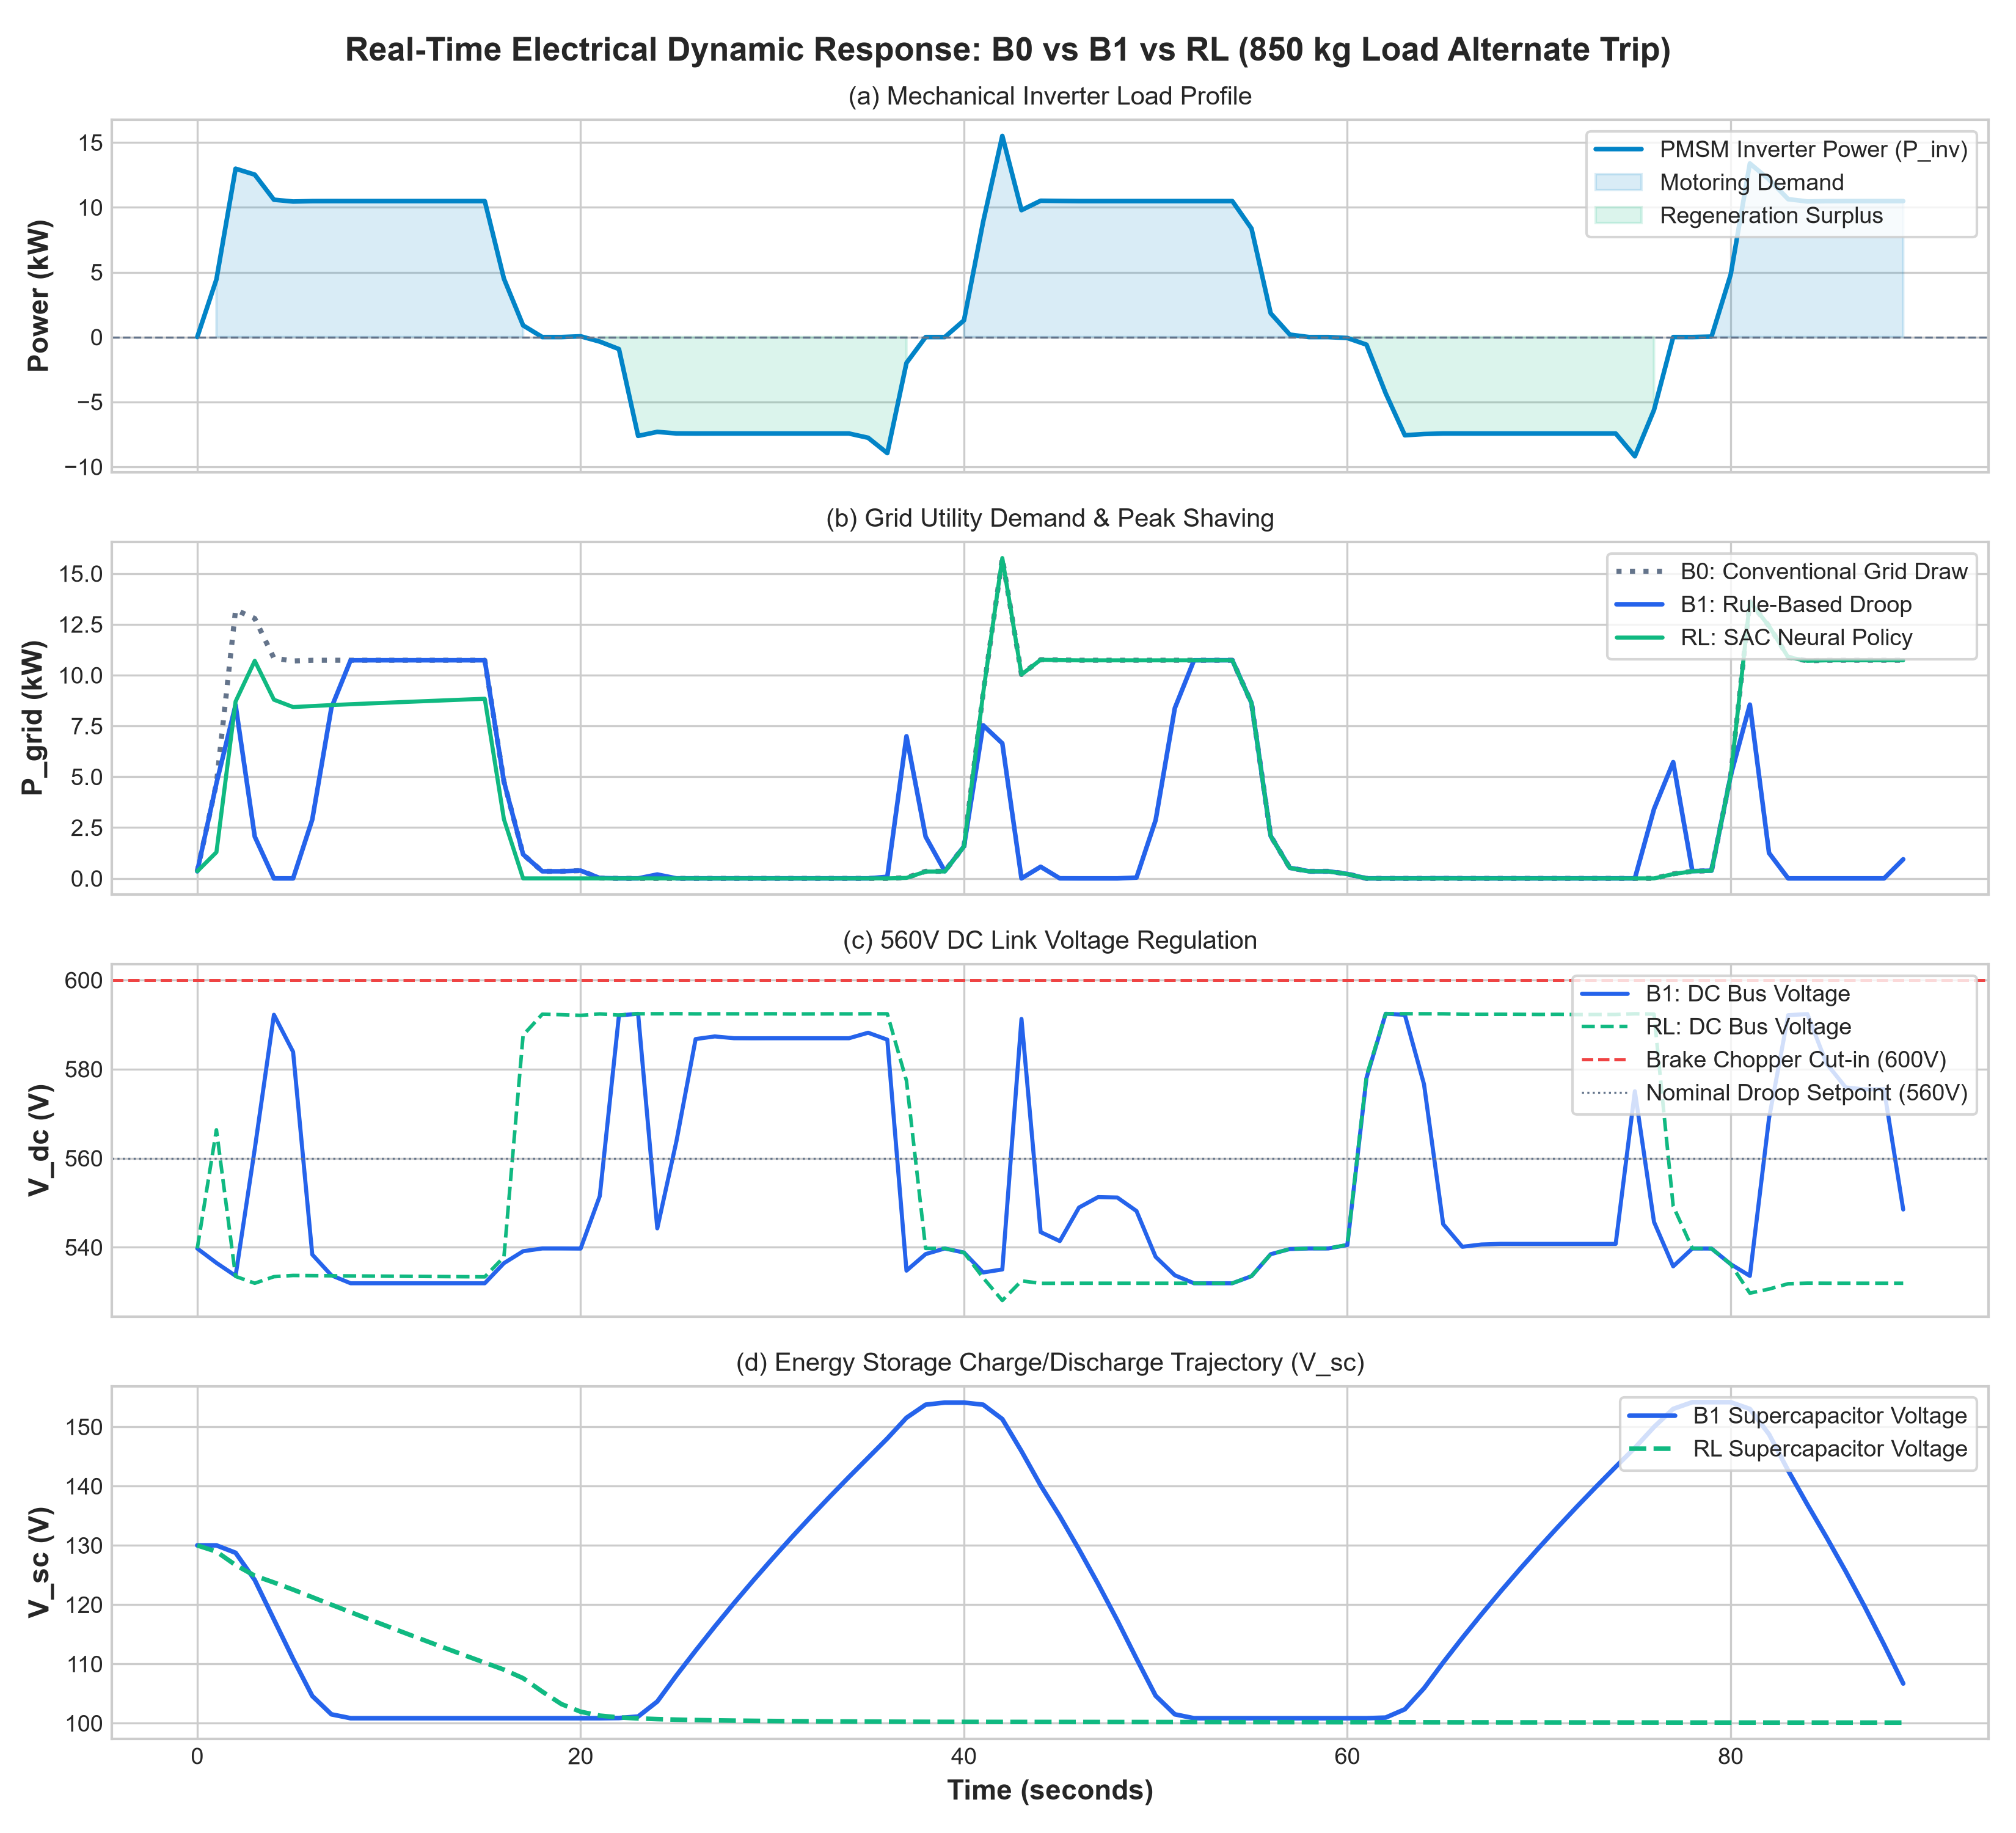 Real-Time Electrical Dynamic Response: B0 vs B1 vs RL (850 kg Load Alternate Trip)
(a) Mechanical Inverter Load Profile
Power (kW)
15
10
5
0
−5
−10
PMSM Inverter Power (P_inv)
Motoring Demand
Regeneration Surplus
(b) Grid Utility Demand & Peak Shaving
P_grid (kW)
15.0
12.5
10.0
7.5
5.0
2.5
0.0
B0: Conventional Grid Draw
B1: Rule-Based Droop
RL: SAC Neural Policy
(c) 560V DC Link Voltage Regulation
V_dc (V)
600
580
560
540
B1: DC Bus Voltage
RL: DC Bus Voltage
Brake Chopper Cut-in (600V)
Nominal Droop Setpoint (560V)
(d) Energy Storage Charge/Discharge Trajectory (V_sc)
V_sc (V)
150
140
130
120
110
100
B1 Supercapacitor Voltage
RL Supercapacitor Voltage
0 20 40 60 80
Time (seconds)